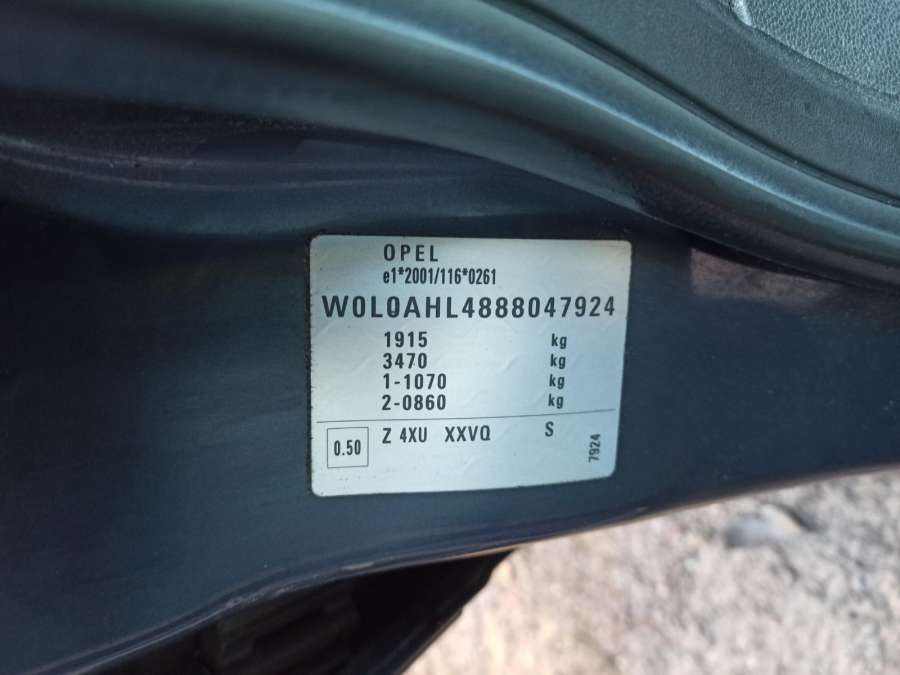 OPEL
e1*2001/116*0261
W0L0AHL4888047924
1915 kg
3470 kg
1-1070 kg
2-0860 kg
0.50 Z 4XU XXVQ S
7924